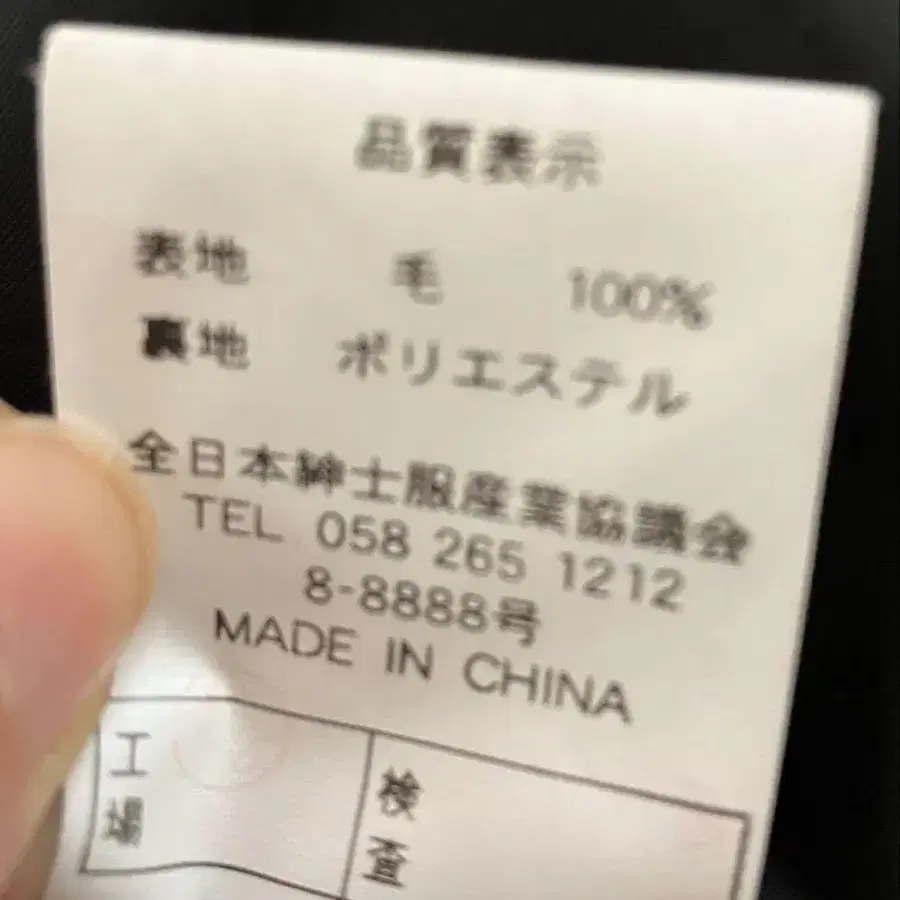 品質表示
表地 毛 100%
裏地 ポリエステル
全日本紳士服産業協議会
TEL 058 265 1212
8-8888号
MADE IN CHINA
工場
検査